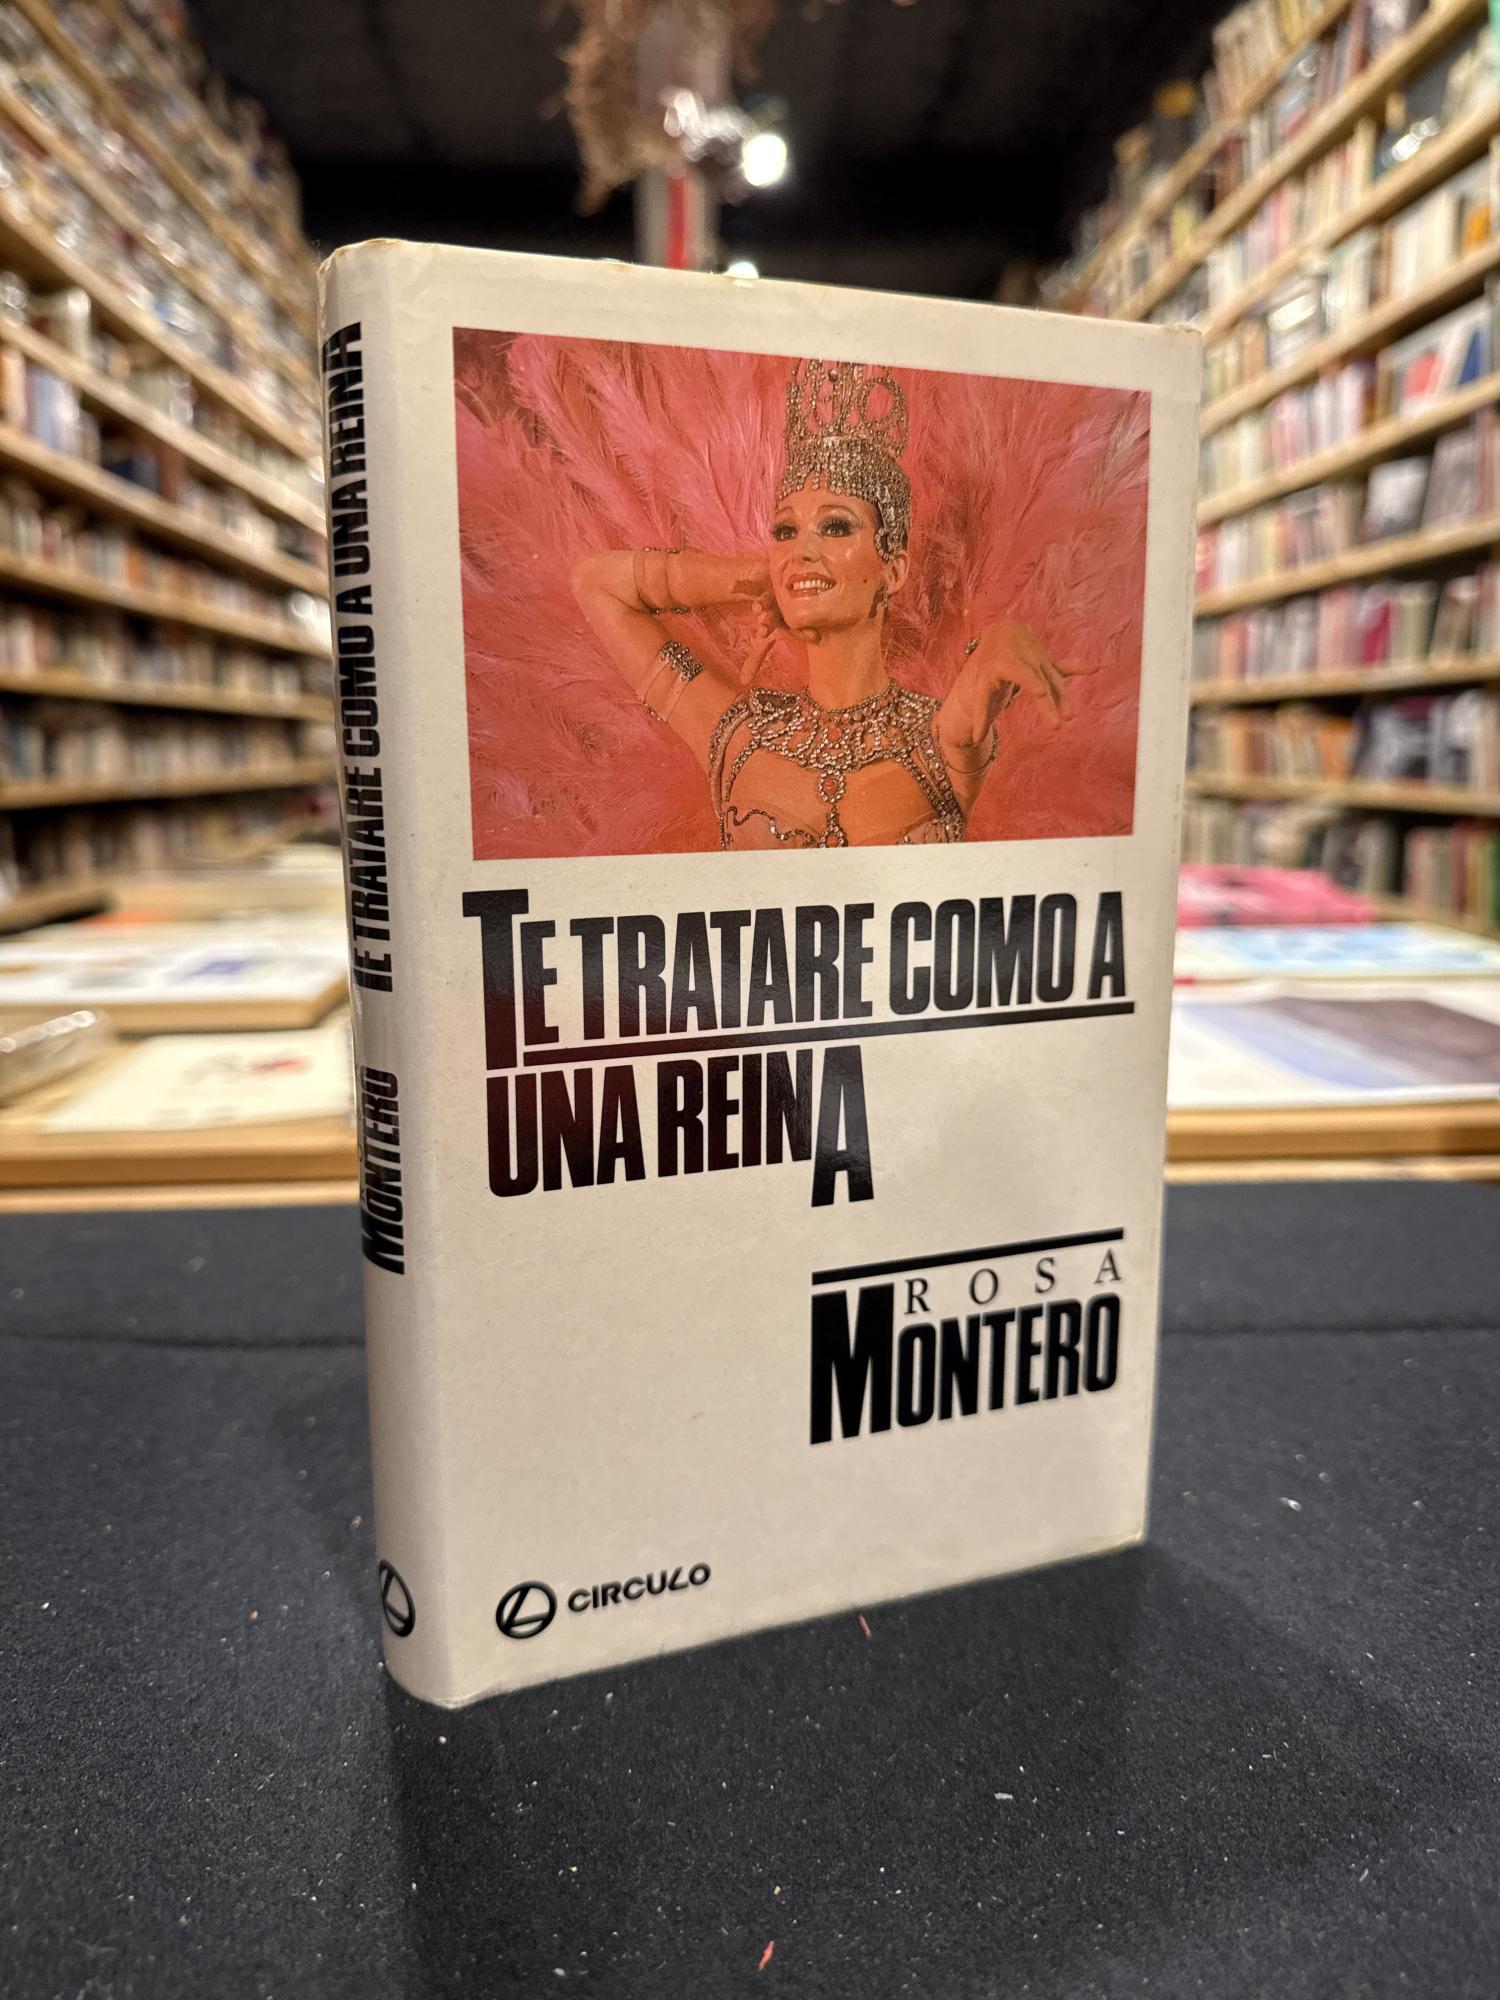 TE TRATARE COMO A UNA REINA
MONTERO
TE TRATARE COMO A
UNA REINA
ROSA
MONTERO
CIRCULO